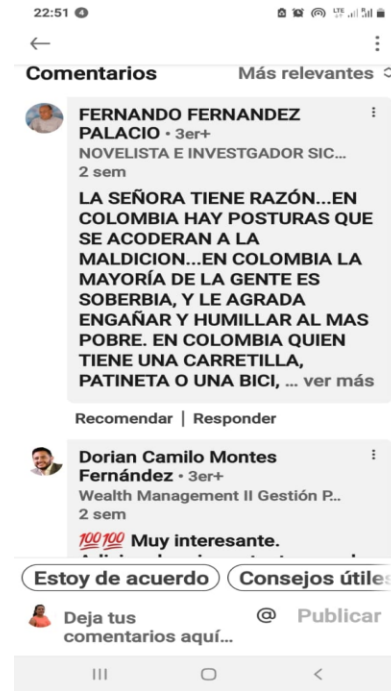 22:51 4
LTE
Comentarios Más relevantes
FERNANDO FERNANDEZ
PALACIO • 3er+
NOVELISTA E INVESTGADOR SIC...
2 sem
LA SEÑORA TIENE RAZÓN...EN
COLOMBIA HAY POSTURAS QUE
SE ACODERAN A LA
MALDICION...EN COLOMBIA LA
MAYORÍA DE LA GENTE ES
SOBERBIA, Y LE AGRADA
ENGAÑAR Y HUMILLAR AL MAS
POBRE. EN COLOMBIA QUIEN
TIENE UNA CARRETILLA,
PATINETA O UNA BICI, ... ver más
Recomendar | Responder
Dorian Camilo Montes
Fernández • 3er+
Wealth Management II Gestión P...
2 sem
💯💯 Muy interesante.
Estoy de acuerdo Consejos útiles
Deja tus
comentarios aquí...
@ Publicar